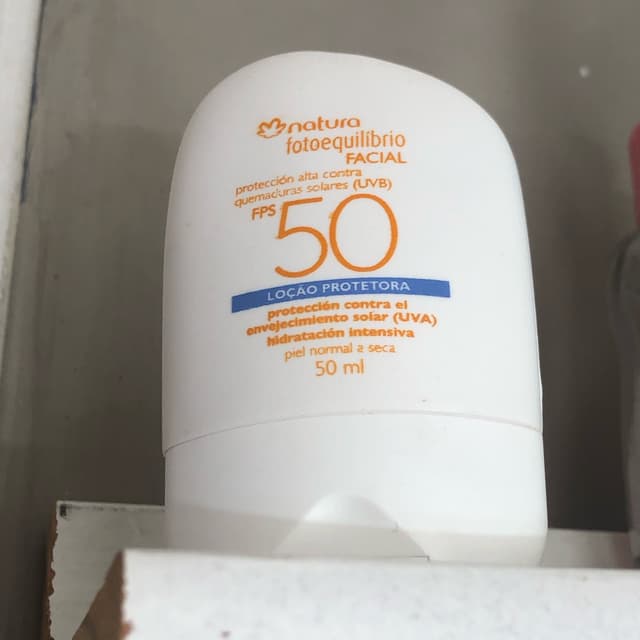 natura
fotoequilíbrio
FACIAL
protección alta contra
quemaduras solares (UVB)
FPS 50
LOÇÃO PROTETORA
protección contra el
envejecimiento solar (UVA)
hidratación intensiva
piel normal a seca
50 ml